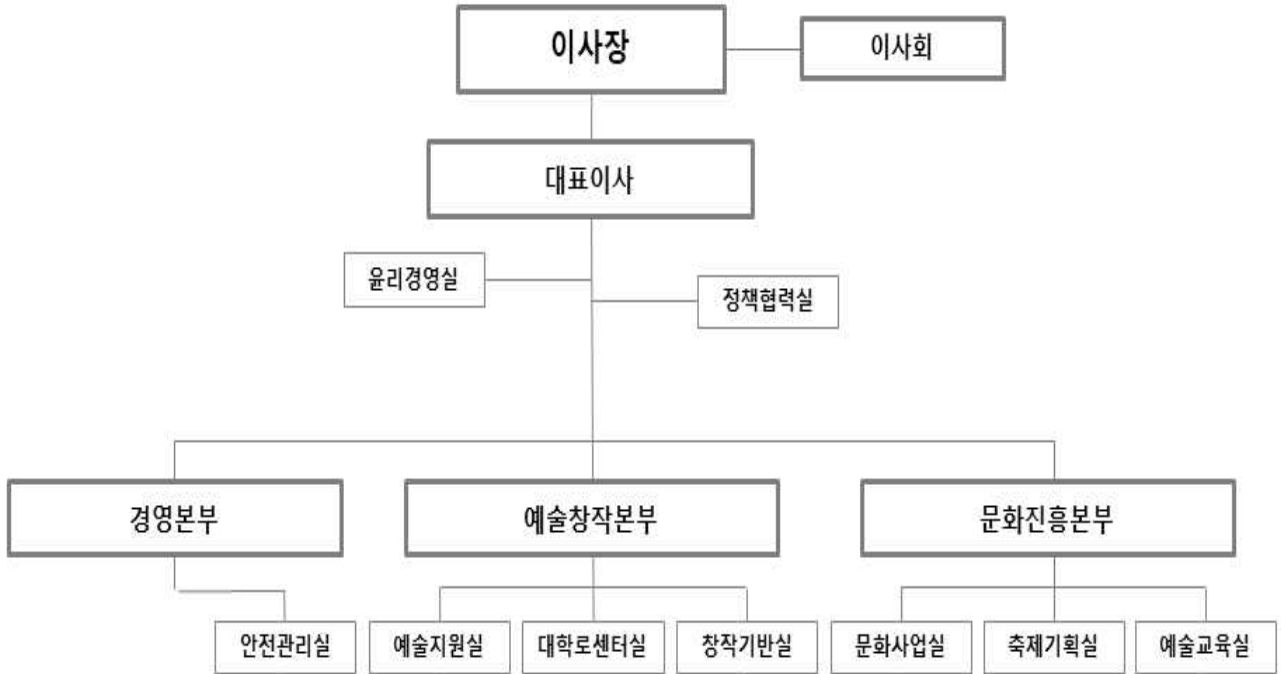 이사장
이사회
대표이사
윤리경영실
정책협력실
경영본부
예술창작본부
문화진흥본부
안전관리실
예술지원실
대학로센터실
창작기반실
문화사업실
축제기획실
예술교육실